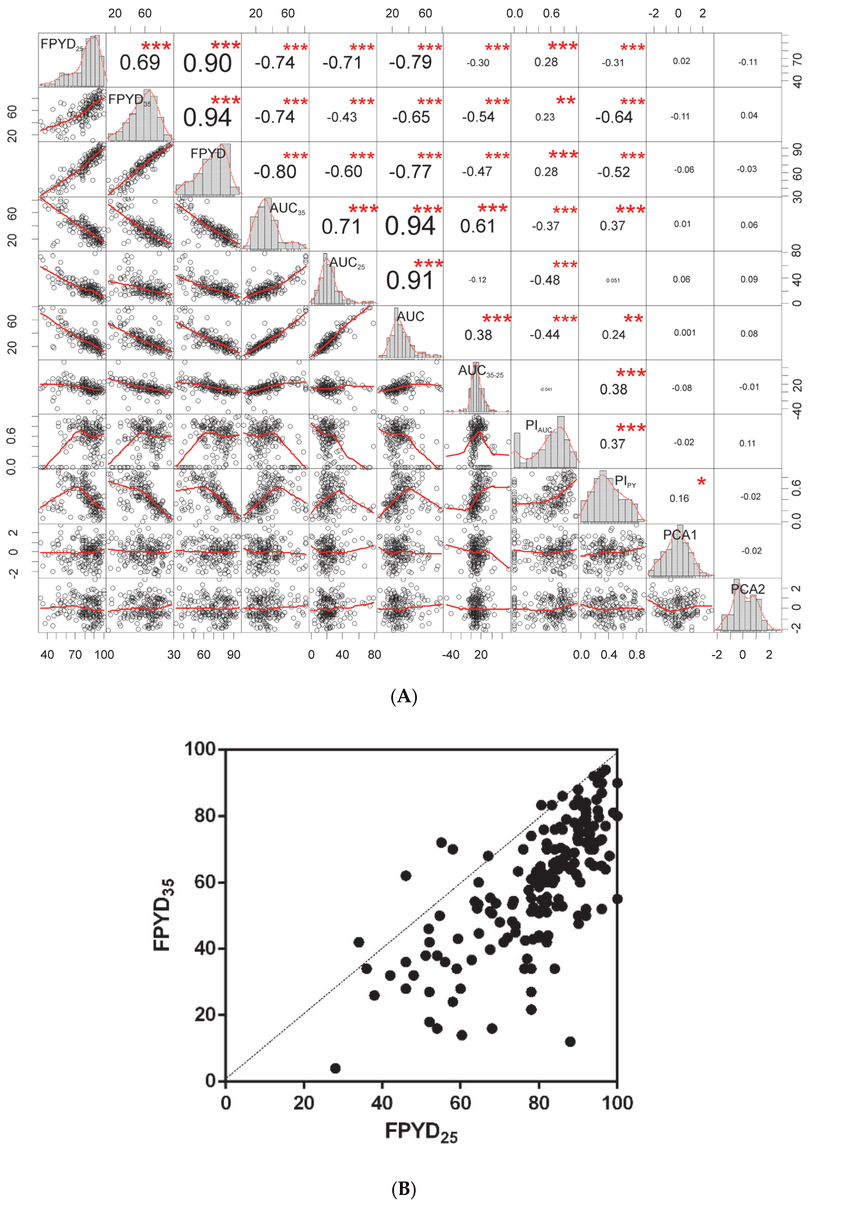 20 60 20 60 20 60 20 60 0.0 0.6 -2 0 2
FPYD25 0.69 *** 0.90 *** -0.74 *** -0.71 *** -0.79 *** -0.30 *** 0.28 *** -0.31 *** 0.02 -0.11 40 70
20 60 FPYD35 0.94 *** -0.74 *** -0.43 *** -0.65 *** -0.54 *** 0.23 ** -0.64 *** -0.11 0.04
FPYD -0.80 *** -0.60 *** -0.77 *** -0.47 *** 0.28 *** -0.52 *** -0.06 -0.03 30 60 90
20 60 AUC35 0.71 *** 0.94 *** 0.61 *** -0.37 *** 0.37 *** 0.01 0.06
AUC25 0.91 *** -0.12 -0.48 *** 0.051 0.06 0.09 0 40 80
20 60 AUC 0.38 *** -0.44 *** 0.24 ** 0.001 0.08
AUC35-25 -0.041 0.38 *** -0.08 -0.01 -40 20
0.0 0.6 PIAUC 0.37 *** -0.02 0.11
PIPY 0.16 * -0.02 0.0 0.6
-2 0 2 PCA1 -0.02
PCA2 -2 0 2
40 70 100 30 60 90 0 40 80 -40 20 0.0 0.4 0.8 -2 0 2
(A)
100
80
60
40
20
0
FPYD35
0 20 40 60 80 100
FPYD25
(B)